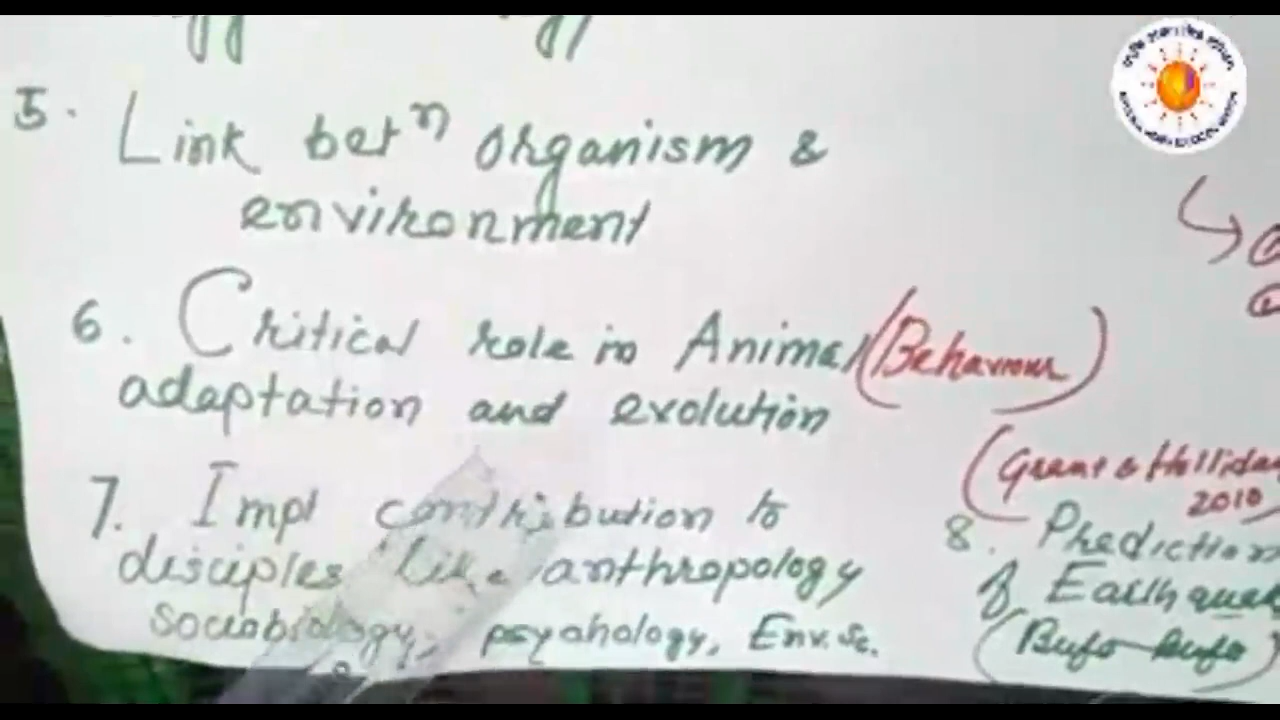 5. Link betⁿ organism &
environment
6. Critical role in Animal (Behaviour)
adaptation and evolution
7. Impt contribution to
disciples like anthropology
sociobiology, psychology, Env. Sc.
(Grant & Holliday
2010)
8. Prediction
of Earthquak
(Bufo bufo)